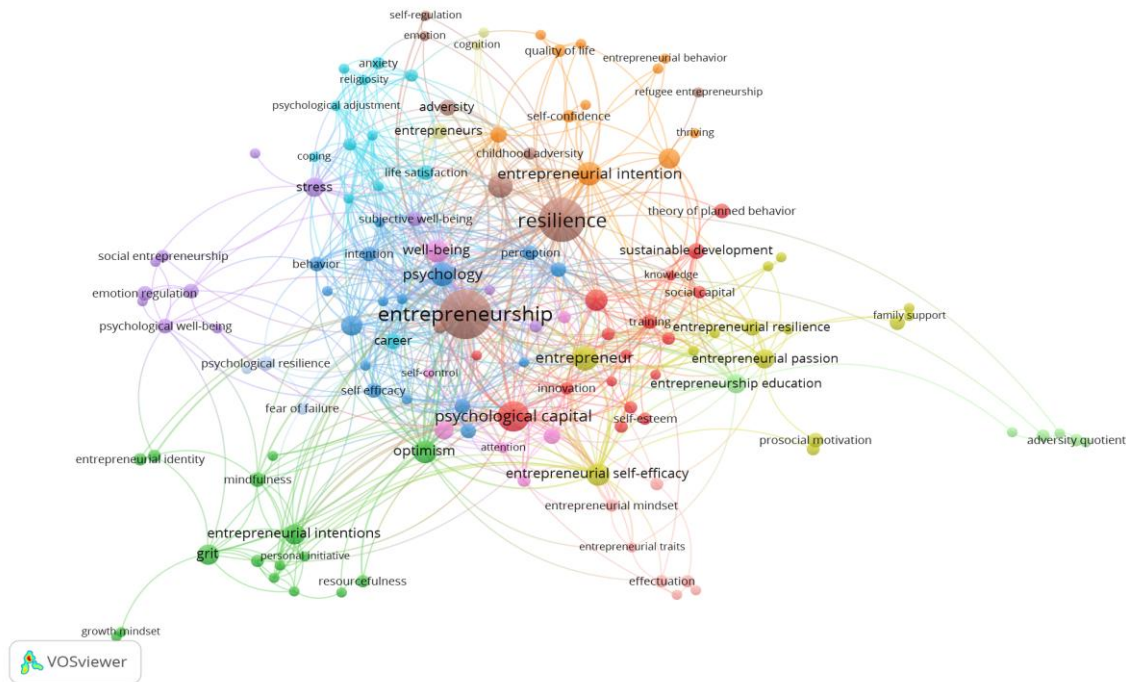 self-regulation
emotion
cognition
quality of life
entrepreneurial behavior
anxiety
religiosity
refugee entrepreneurship
psychological adjustment
adversity
self-confidence
entrepreneurs
thriving
coping
childhood adversity
life satisfaction
entrepreneurial intention
stress
resilience
theory of planned behavior
subjective well-being
well-being
intention
perception
sustainable development
social entrepreneurship
behavior
psychology
knowledge
emotion regulation
social capital
entrepreneurship
family support
psychological well-being
training
entrepreneurial resilience
career
psychological resilience
entrepreneur
entrepreneurial passion
self-control
self efficacy
innovation
entrepreneurship education
fear of failure
psychological capital
self-esteem
prosocial motivation
adversity quotient
optimism
attention
entrepreneurial identity
mindfulness
entrepreneurial self-efficacy
entrepreneurial mindset
entrepreneurial intentions
grit
personal initiative
entrepreneurial traits
resourcefulness
effectuation
growth mindset
VOSviewer